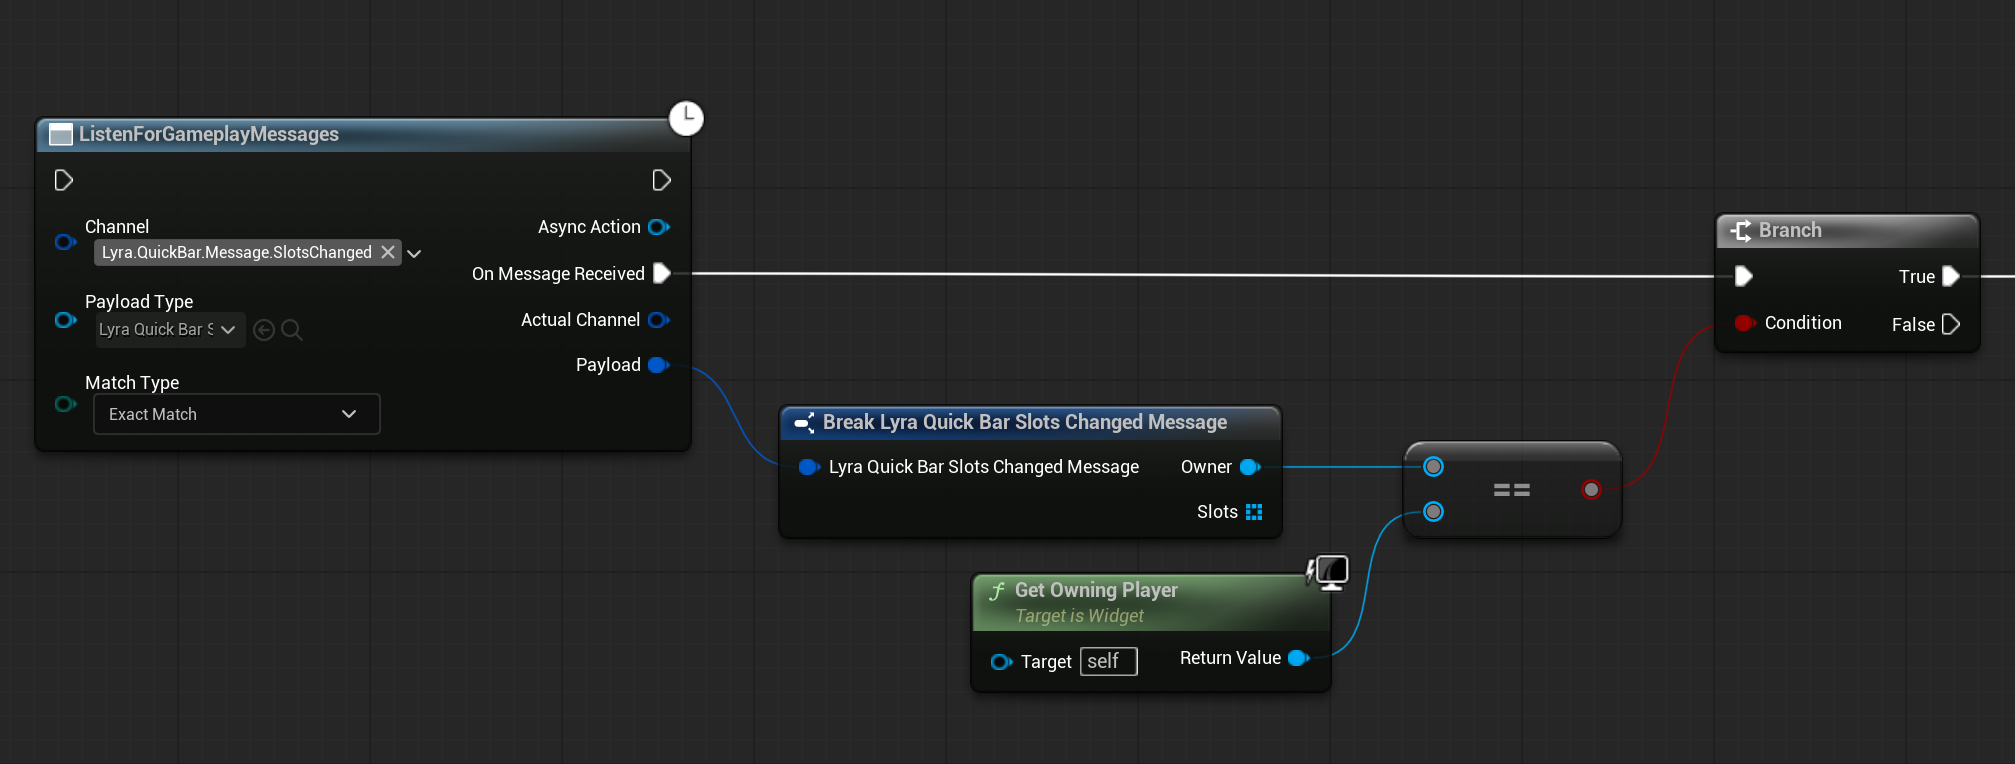 ListenForGameplayMessages
Channel
Lyra.QuickBar.Message.SlotsChanged
Async Action
On Message Received
Payload Type
Lyra Quick Bar S
Actual Channel
Payload
Match Type
Exact Match
Break Lyra Quick Bar Slots Changed Message
Lyra Quick Bar Slots Changed Message
Owner
Slots
Get Owning Player
Target is Widget
Target
self
Return Value
==
Branch
True
Condition
False